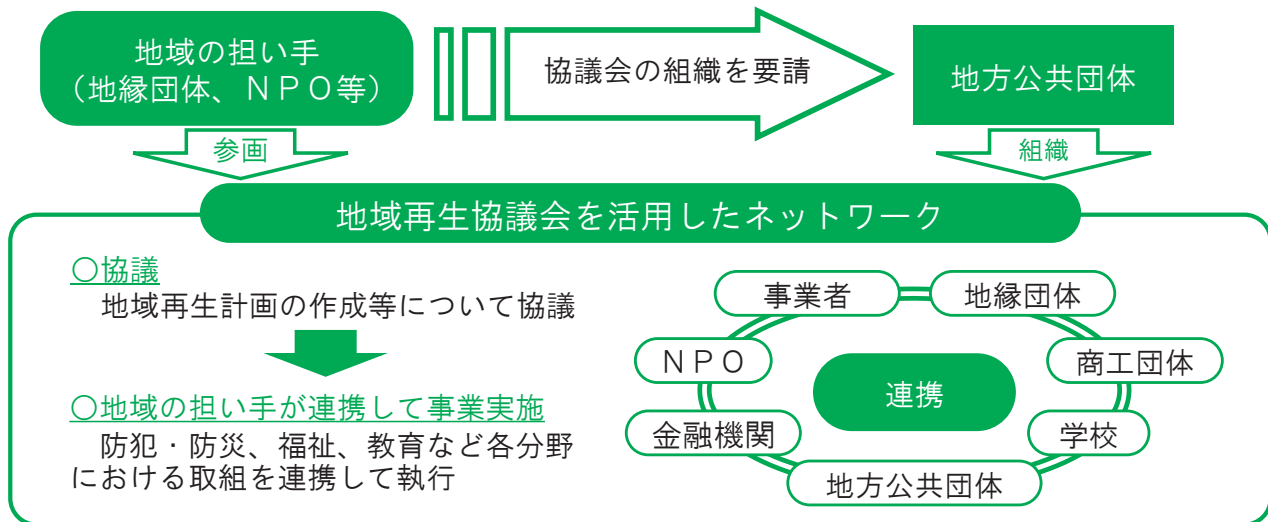 地域の担い手
（地縁団体、ＮＰＯ等）
協議会の組織を要請
地方公共団体
参画
組織
地域再生協議会を活用したネットワーク
〇協議
地域再生計画の作成等について協議
〇地域の担い手が連携して事業実施
防犯・防災、福祉、教育など各分野
における取組を連携して執行
事業者
地縁団体
ＮＰＯ
商工団体
連携
金融機関
学校
地方公共団体